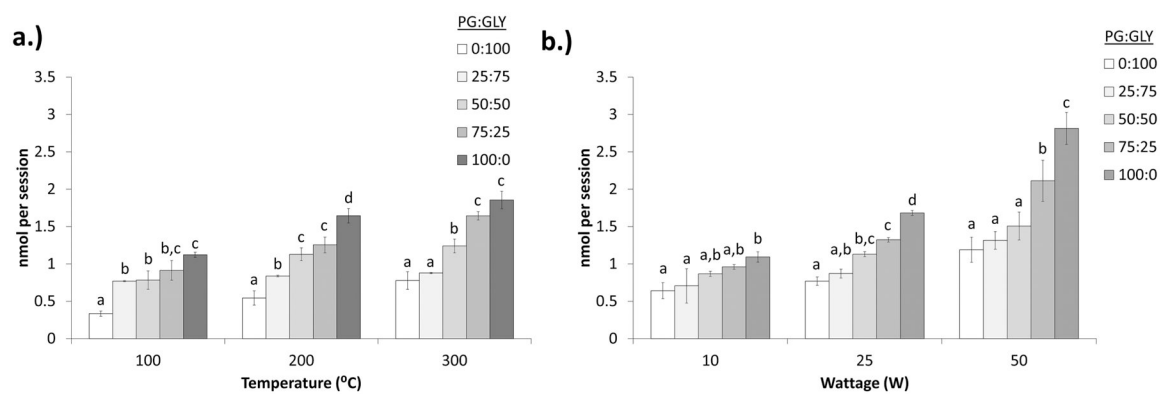 a.)
PG:GLY
0:100
25:75
50:50
75:25
100:0
nmol per session
3.5
3
2.5
2
1.5
1
0.5
0
a b b b,c c
a b c c d
a a b c c
100 200 300
Temperature (⁰C)
b.)
PG:GLY
0:100
25:75
50:50
75:25
100:0
nmol per session
3.5
3
2.5
2
1.5
1
0.5
0
a a a,b a,b b
a a,b b,c c d
a a a b c
10 25 50
Wattage (W)